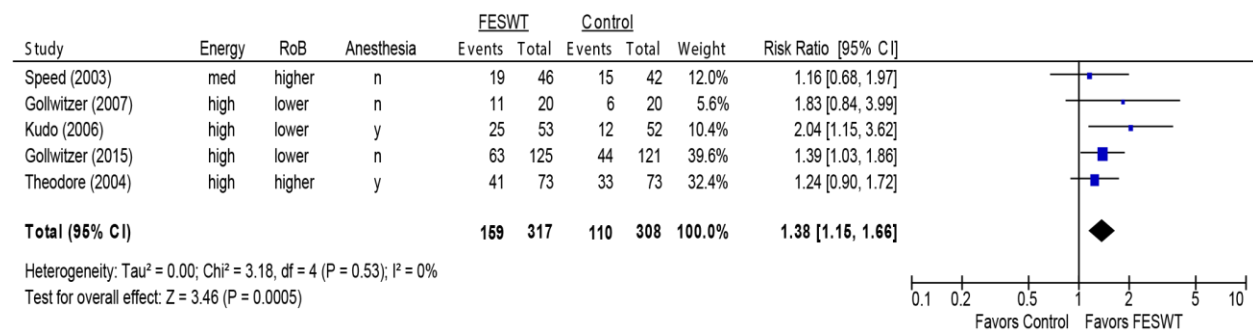 FESWT Control
Study Energy RoB Anesthesia Events Total Events Total Weight Risk Ratio [95% CI]
Speed (2003) med higher n 19 46 15 42 12.0% 1.16 [0.68, 1.97]
Gollwitzer (2007) high lower n 11 20 6 20 5.6% 1.83 [0.84, 3.99]
Kudo (2006) high lower y 25 53 12 52 10.4% 2.04 [1.15, 3.62]
Gollwitzer (2015) high lower n 63 125 44 121 39.6% 1.39 [1.03, 1.86]
Theodore (2004) high higher y 41 73 33 73 32.4% 1.24 [0.90, 1.72]
Total (95% CI) 159 317 110 308 100.0% 1.38 [1.15, 1.66]
Heterogeneity: Tau² = 0.00; Chi² = 3.18, df = 4 (P = 0.53); I² = 0%
Test for overall effect: Z = 3.46 (P = 0.0005)
0.1 0.2 0.5 1 2 5 10
Favors Control Favors FESWT